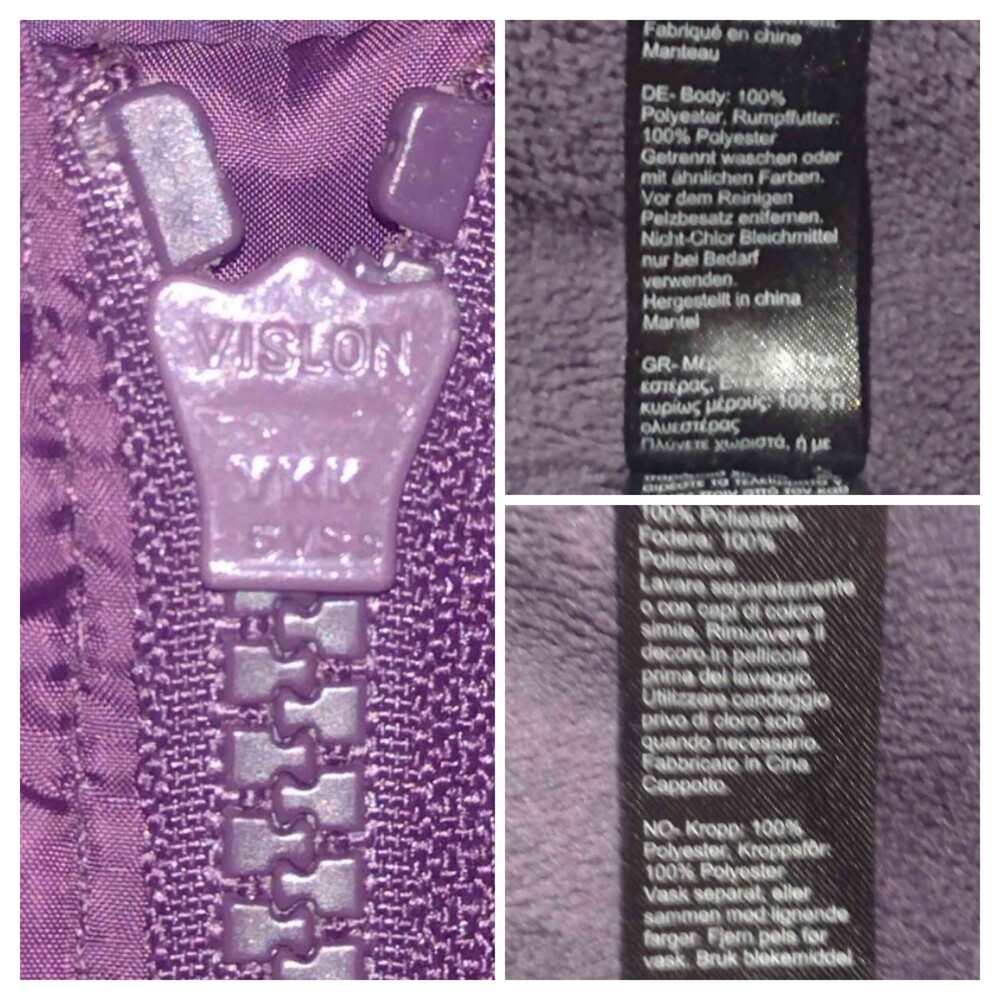 VISLON
YKK
5VS
Fabriqué en chine
Manteau
DE- Body: 100%
Polyester, Rumpffutter:
100% Polyester
Getrennt waschen oder
mit ähnlichen Farben.
Vor dem Reinigen
Pelzbesatz entfernen.
Nicht-Chlor Bleichmittel
nur bei Bedarf
verwenden.
Hergestellt in china
Mantel
GR-
εστέρας,
κυρίως μέρους: 100% Π
ολυεστέρας
Πλύνετε χωριστά, ή με
100% Poliestere,
Fodera: 100%
Poliestere
Lavare separatamente
o con capi di colore
simile. Rimuovere il
decoro in pelliccia
prima del lavaggio.
Utilizzare candeggio
privo di cloro solo
quando necessario.
Fabbricato in Cina
Cappotto
NO- Kropp: 100%
Polyester, Kroppsfôr:
100% Polyester
Vask separat, eller
sammen med lignende
farger. Fjern pels før
vask. Bruk blekemiddel